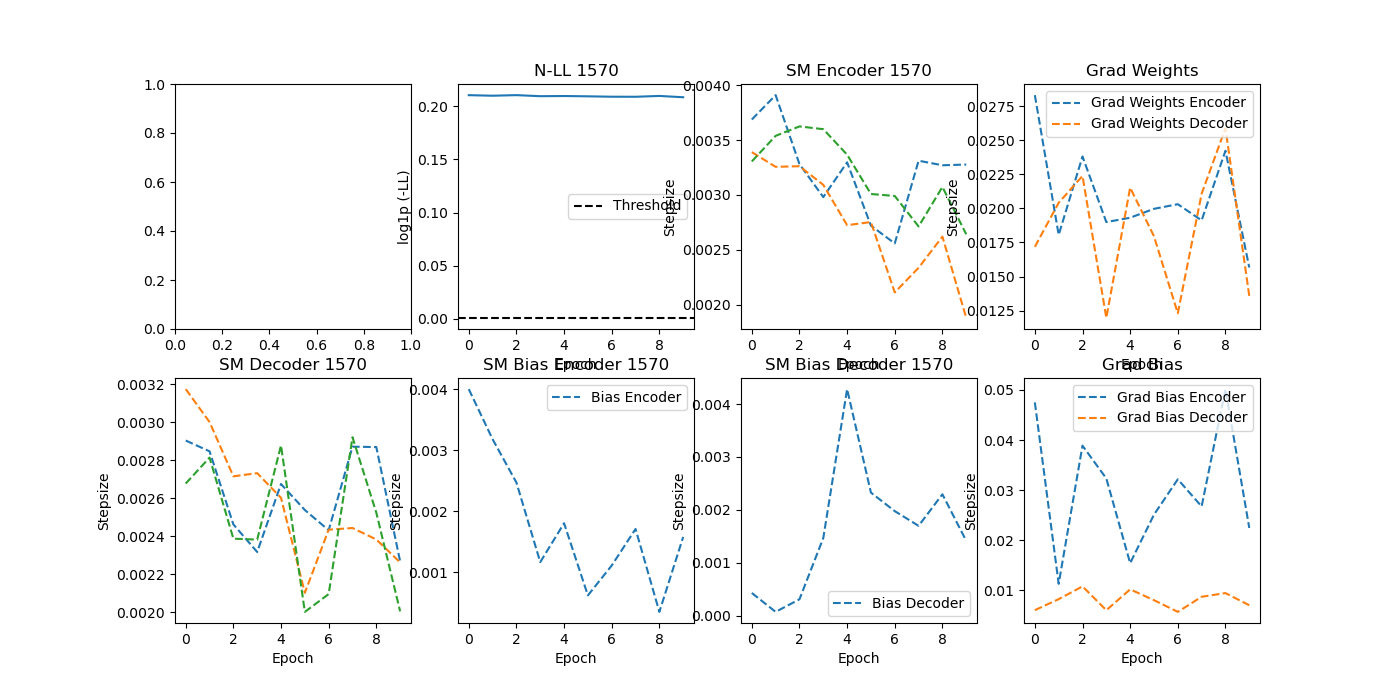 N-LL 1570
SM Encoder 1570
Grad Weights
1.0
0.8
0.6
0.4
0.2
0.0
0.0 0.2 0.4 0.6 0.8 1.0
log1p (-LL)
0.20
0.15
0.10
0.05
0.00
Threshold
0 2 4 6 8
Epoch
Stepsize
0.0040
0.0035
0.0030
0.0025
0.0020
0 2 4 6 8
Epoch
Stepsize
0.0275
0.0250
0.0225
0.0200
0.0175
0.0150
0.0125
Grad Weights Encoder
Grad Weights Decoder
0 2 4 6 8
Epoch
SM Decoder 1570
SM Bias Encoder 1570
SM Bias Decoder 1570
Grad Bias
Stepsize
0.0032
0.0030
0.0028
0.0026
0.0024
0.0022
0.0020
0 2 4 6 8
Epoch
Stepsize
0.004
0.003
0.002
0.001
Bias Encoder
0 2 4 6 8
Epoch
Stepsize
0.004
0.003
0.002
0.001
0.000
Bias Decoder
0 2 4 6 8
Epoch
Stepsize
0.05
0.04
0.03
0.02
0.01
Grad Bias Encoder
Grad Bias Decoder
0 2 4 6 8
Epoch